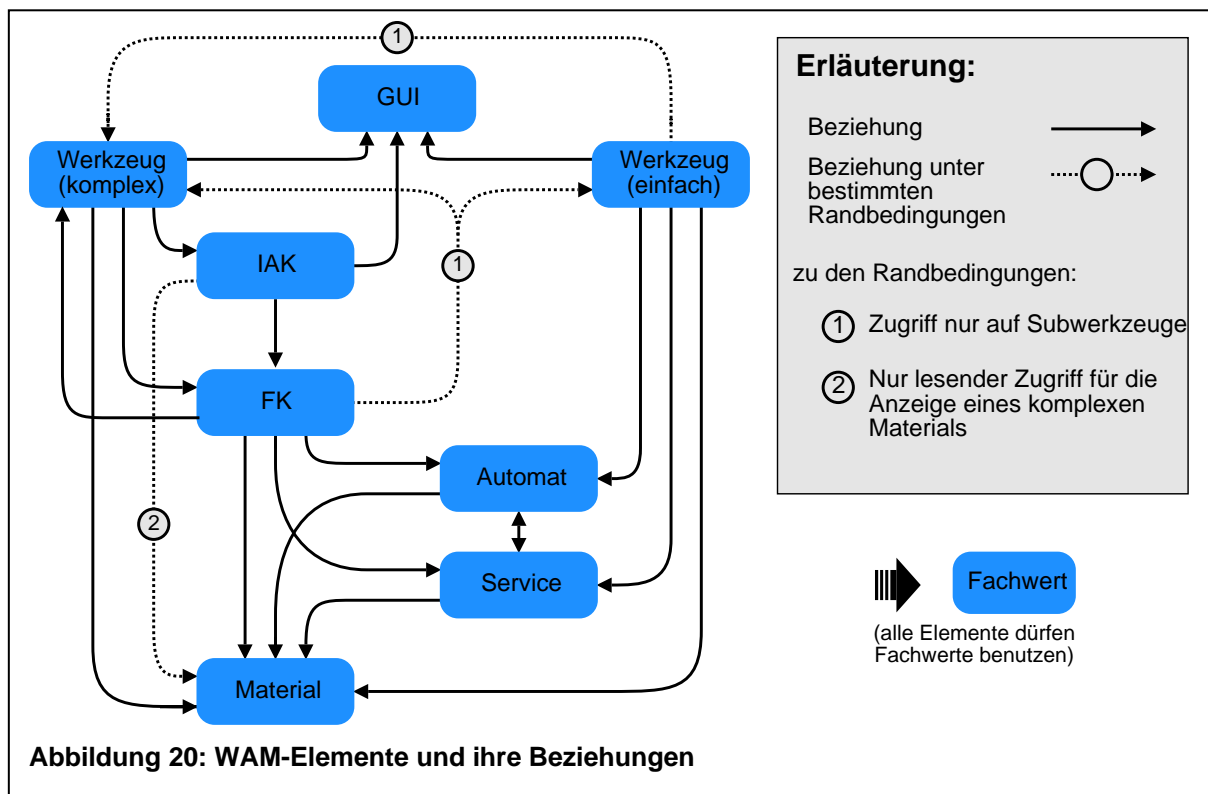 1
GUI
Werkzeug
(komplex)
Werkzeug
(einfach)
IAK
1
FK
Automat
2
Service
Material
Erläuterung:
Beziehung
Beziehung unter
bestimmten
Randbedingungen
zu den Randbedingungen:
1 Zugriff nur auf Subwerkzeuge
2 Nur lesender Zugriff für die
Anzeige eines komplexen
Materials
Fachwert
(alle Elemente dürfen
Fachwerte benutzen)
Abbildung 20: WAM-Elemente und ihre Beziehungen